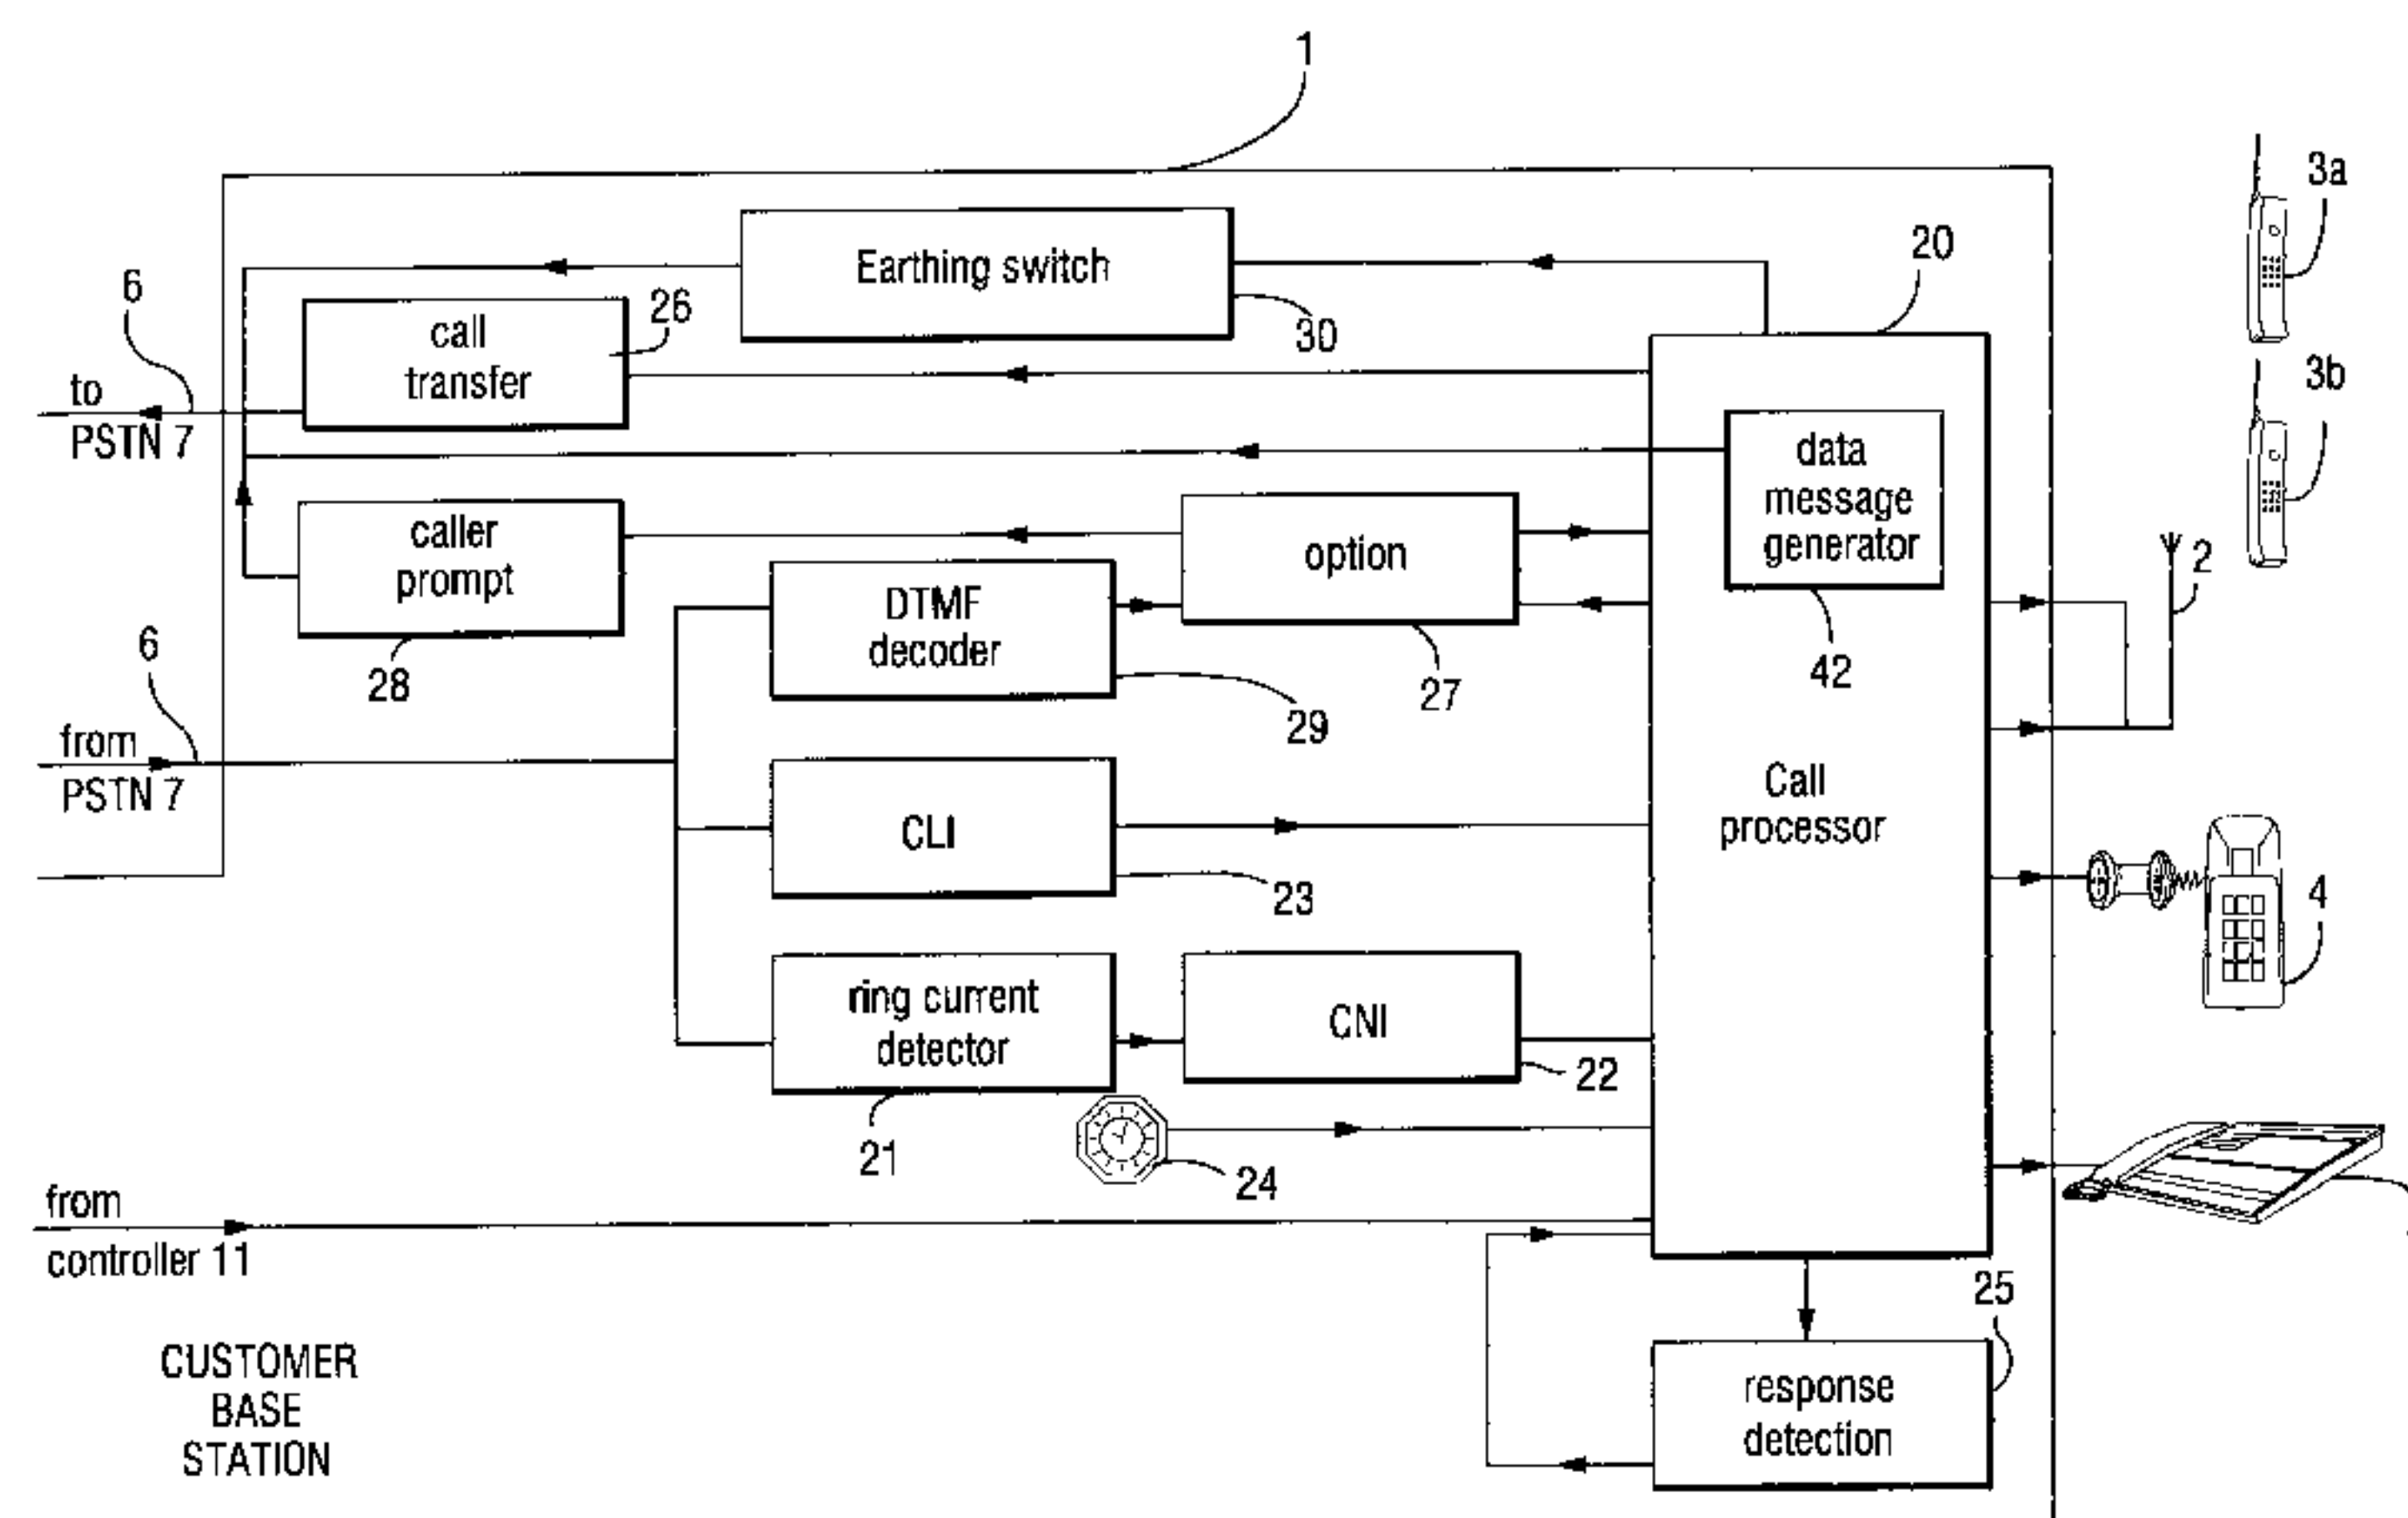 1
3a
20
Earthing switch
6
26
30
call
transfer
3b
to
PSTN 7
data
message
generator
caller
prompt
option
2
DTMF
decoder
6
28
42
27
29
from
PSTN 7
Call
processor
CLI
23
4
ring current
detector
CNI
22
21
24
from
controller 11
25
CUSTOMER
BASE
STATION
response
detection